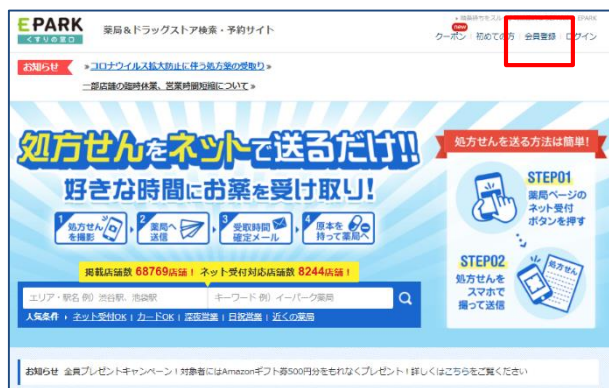 EPARK
くすりの窓口
薬局&ドラッグストア検索・予約サイト
EPARK
new
クーポン 初めての方 会員登録 ログイン
お知らせ
»コロナウイルス拡大防止に伴う処方薬の受取り»
一部店舗の臨時休業、営業時間短縮について»
処方せんをネットで送るだけ!!
好きな時間にお薬を受け取り!
1 処方せんを撮影
2 薬局へ送信
3 受取時間確定メール
4 原本を持って薬局へ
処方せんを送る方法は簡単!
STEP01
薬局ページの
ネット受付
ボタンを押す
STEP02
処方せんを
スマホで
撮って送信
処方せん
掲載店舗数 68769店舗! ネット受付対応店舗数 8244店舗!
エリア・駅名 例) 渋谷駅、池袋駅
キーワード 例) イーパーク薬局
人気条件 ネット受付OK | カードOK | 深夜営業 | 日祝営業 | 近くの薬局
お知らせ 全員プレゼントキャンペーン!対象者にはAmazonギフト券500円分をもれなくプレゼント!詳しくはこちらをご覧ください